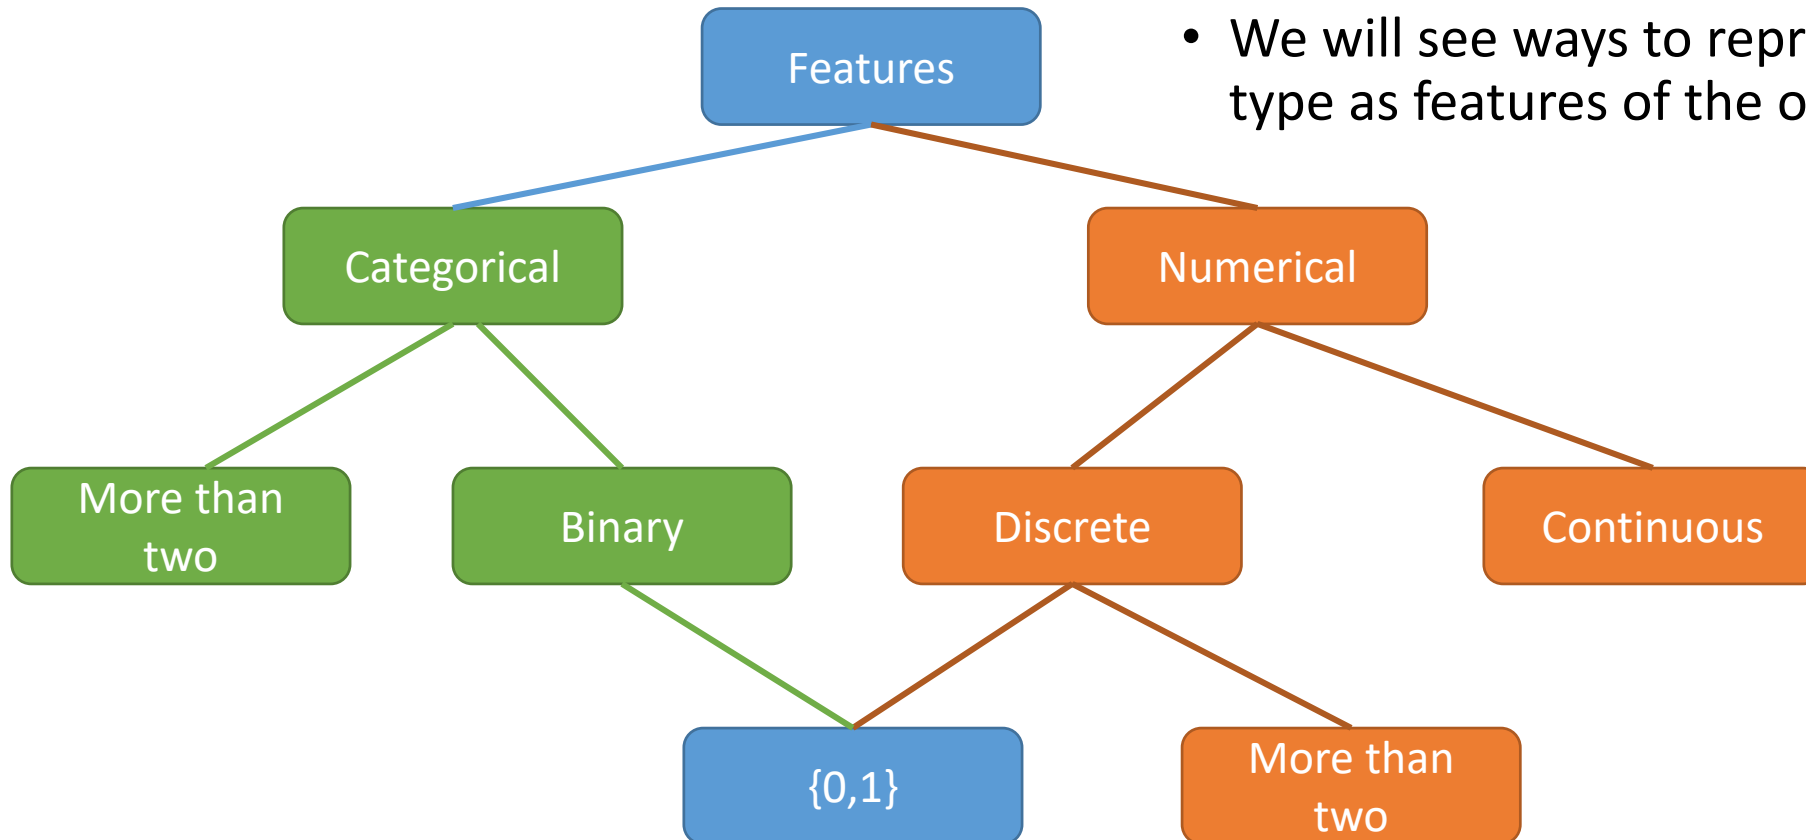 Features
• We will see ways to repr
type as features of the o
Categorical
Numerical
More than
two
Binary
Discrete
Continuous
{0,1}
More than
two